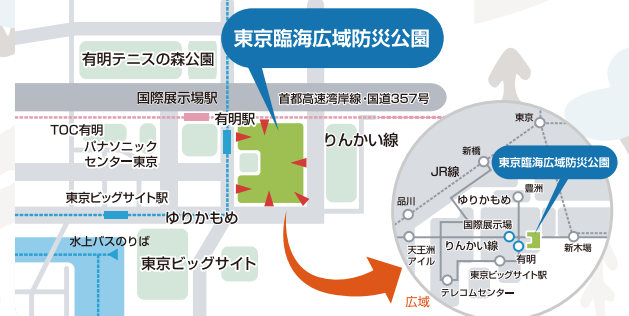 東京臨海広域防災公園
有明テニスの森公園
国際展示場駅
首都高速湾岸線・国道357号
有明駅
TOC有明
りんかい線
パナソニック
センター東京
東京ビッグサイト駅
ゆりかもめ
水上バスのりば
東京ビッグサイト
東京
新橋
東京臨海広域防災公園
JR線
豊洲
ゆりかもめ
品川
国際展示場
りんかい線
天王洲
アイル
有明
新木場
東京ビッグサイト駅
テレコムセンター
広域